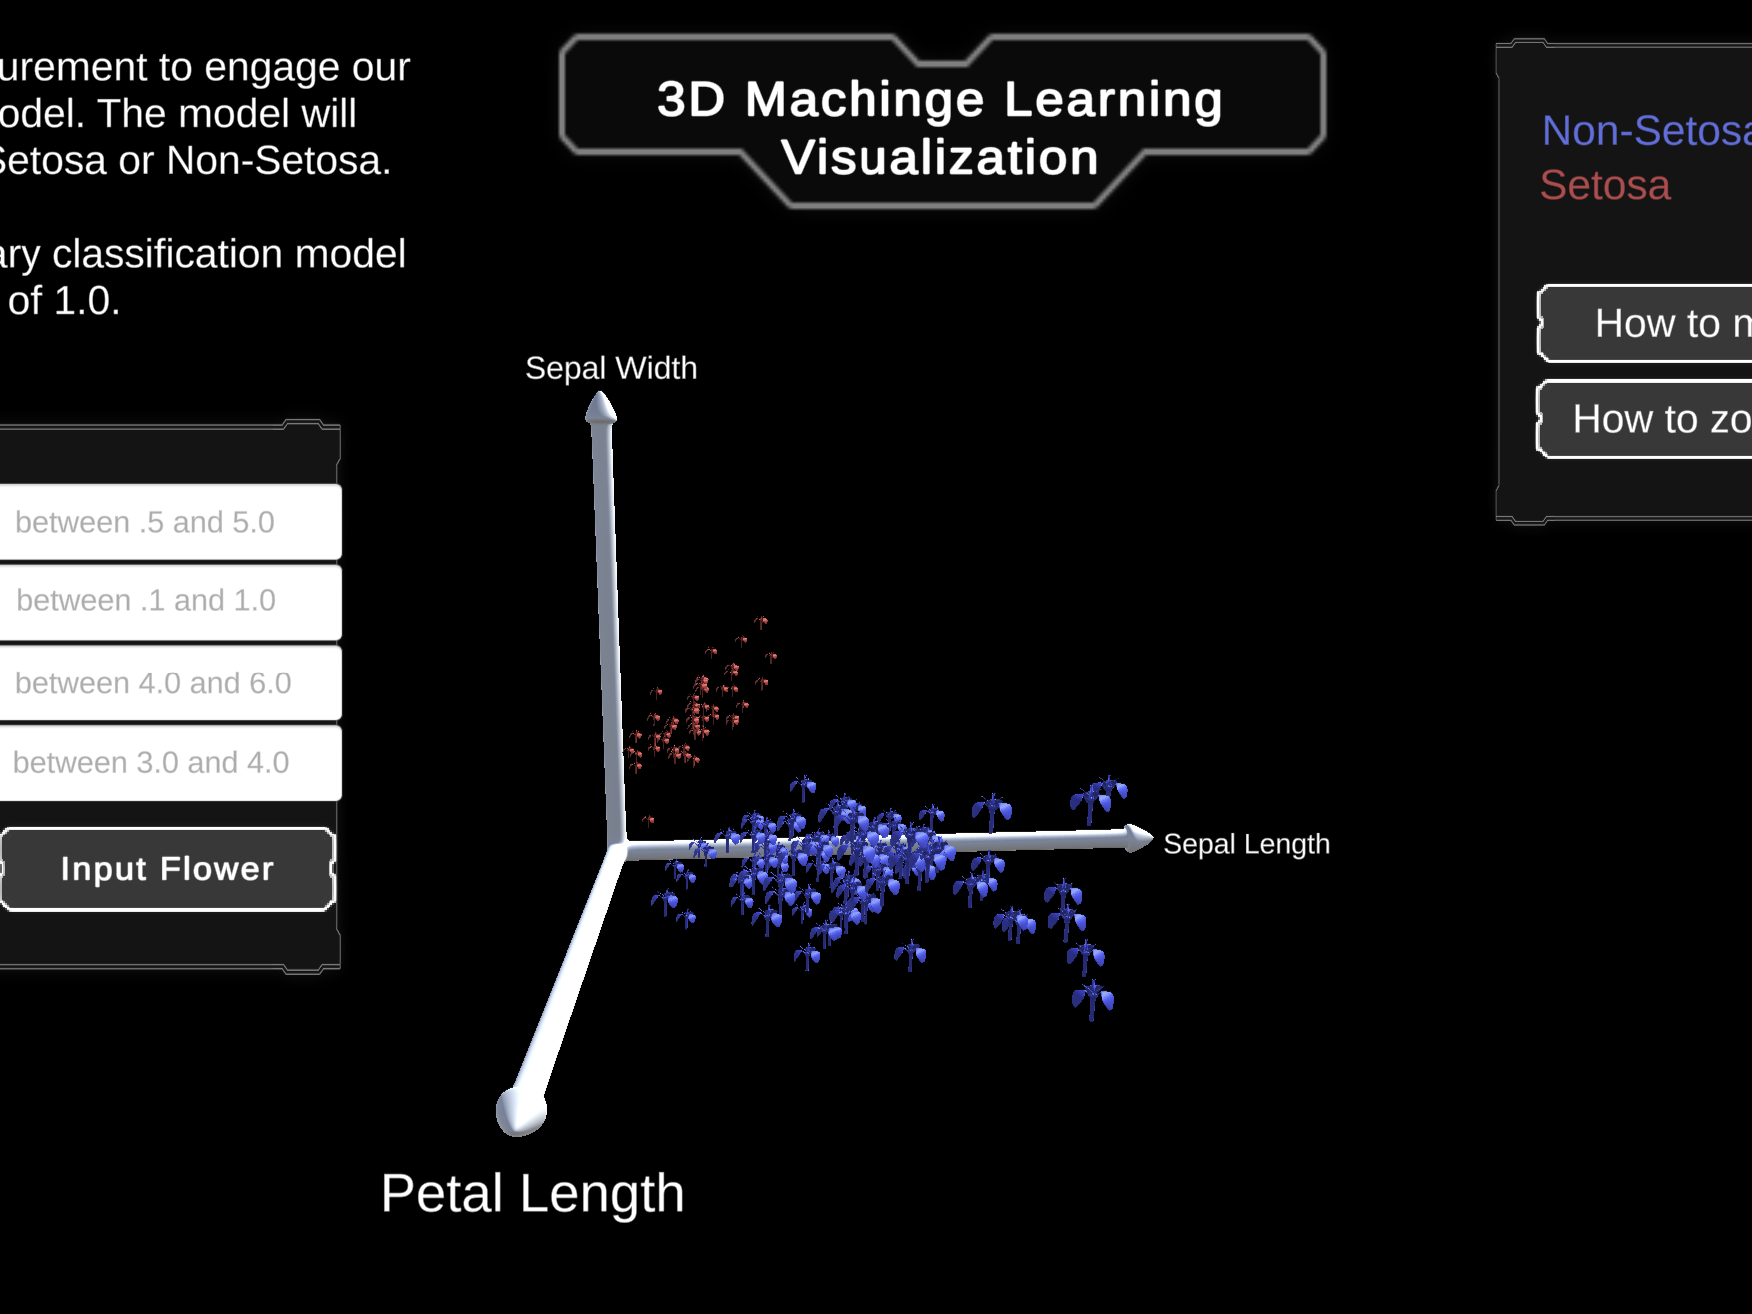 urement to engage our
odel. The model will
Setosa or Non-Setosa.
ary classification model
of 1.0.
3D Machinge Learning
Visualization
Non-Setosa
Setosa
How to m
How to zo
Sepal Width
between .5 and 5.0
between .1 and 1.0
between 4.0 and 6.0
between 3.0 and 4.0
Input Flower
Sepal Length
Petal Length